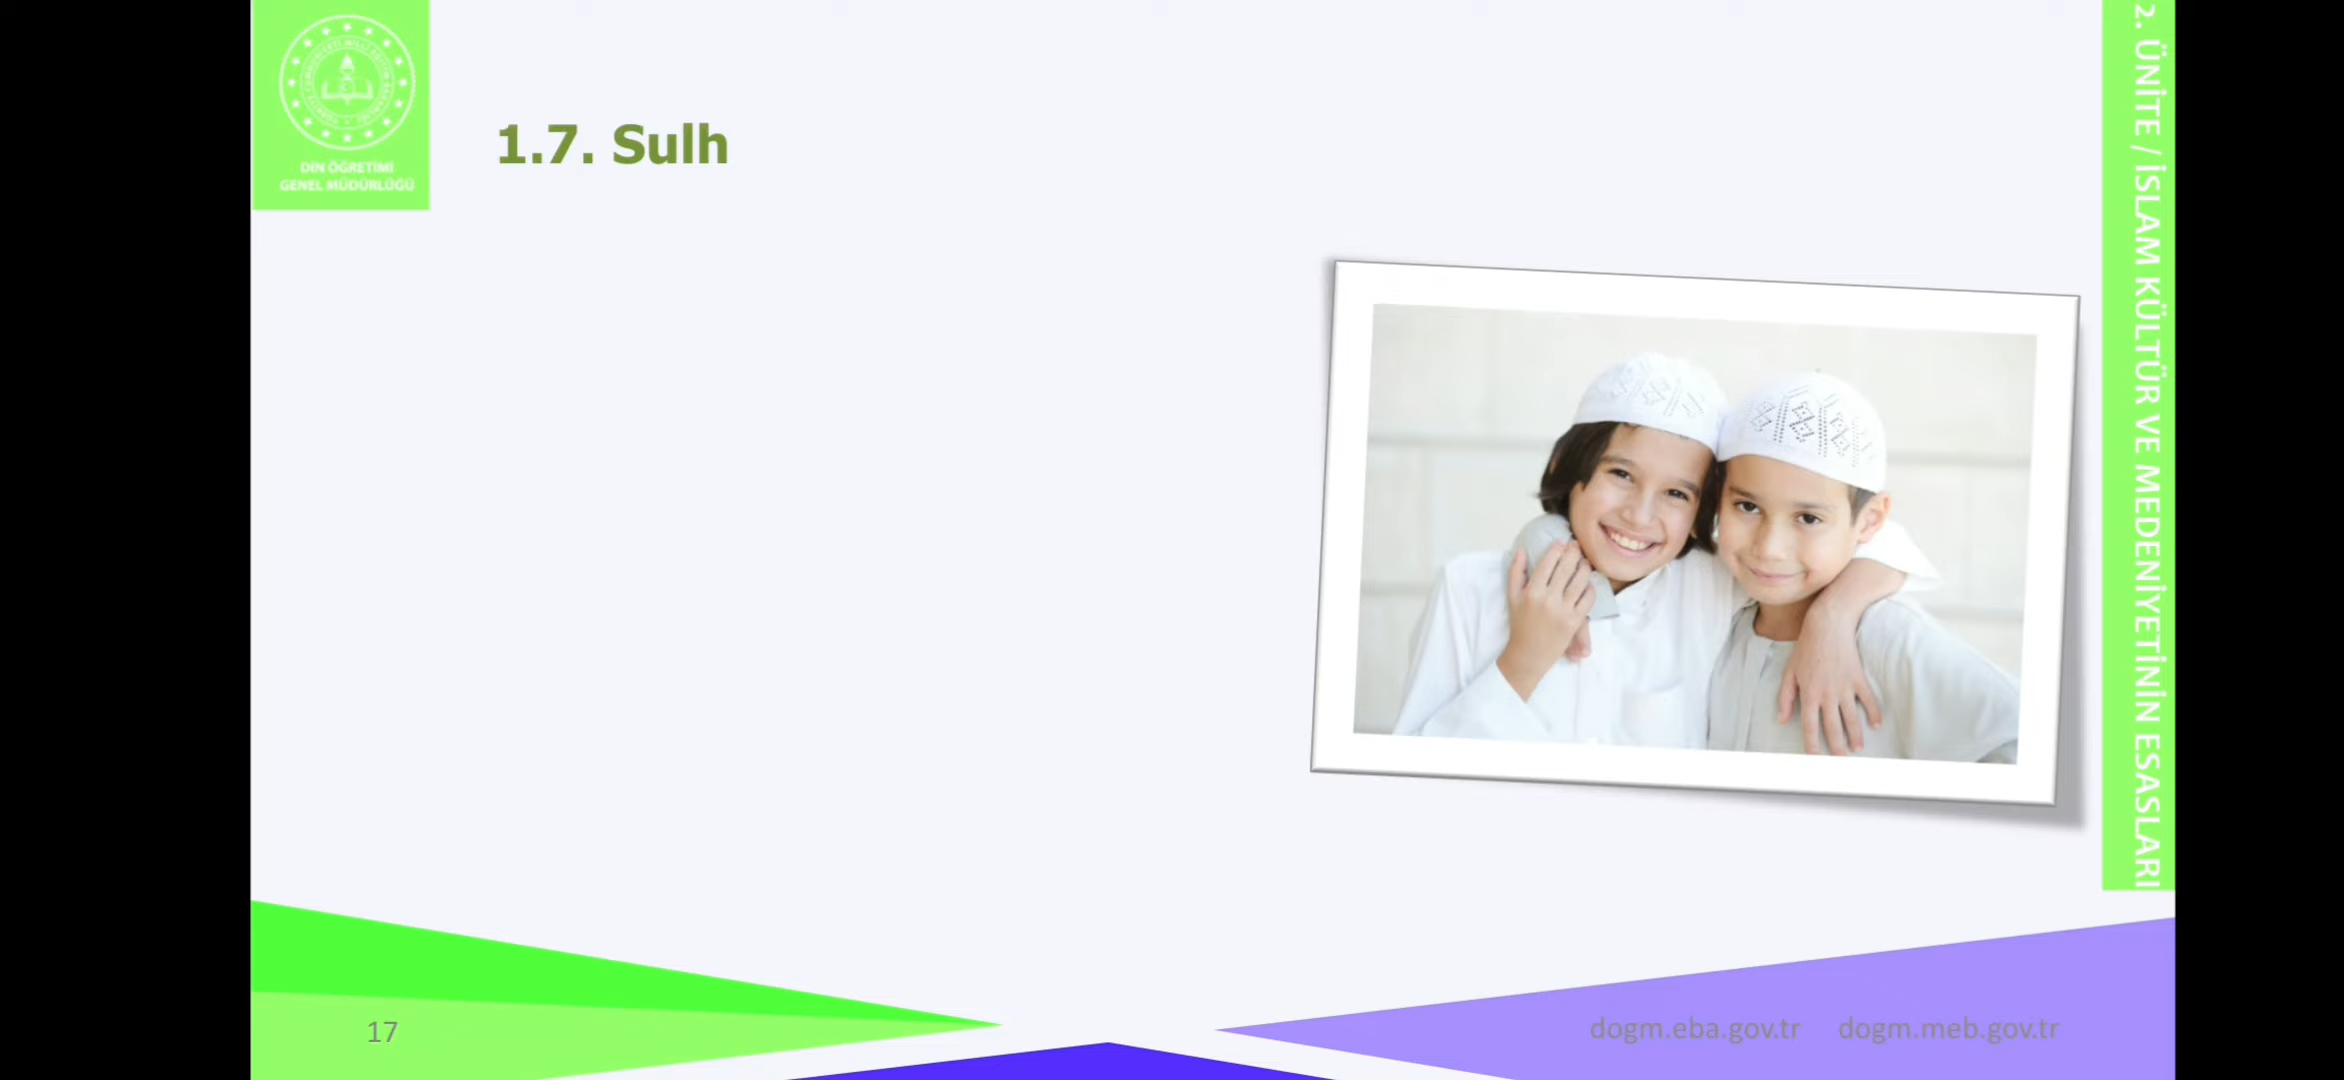 DİN ÖĞRETİMİ
GENEL MÜDÜRLÜĞÜ
1.7. Sulh
2. ÜNİTE / İSLAM KÜLTÜR VE MEDENİYETİNİN ESASLARI
17
dogm.eba.gov.tr dogm.meb.gov.tr